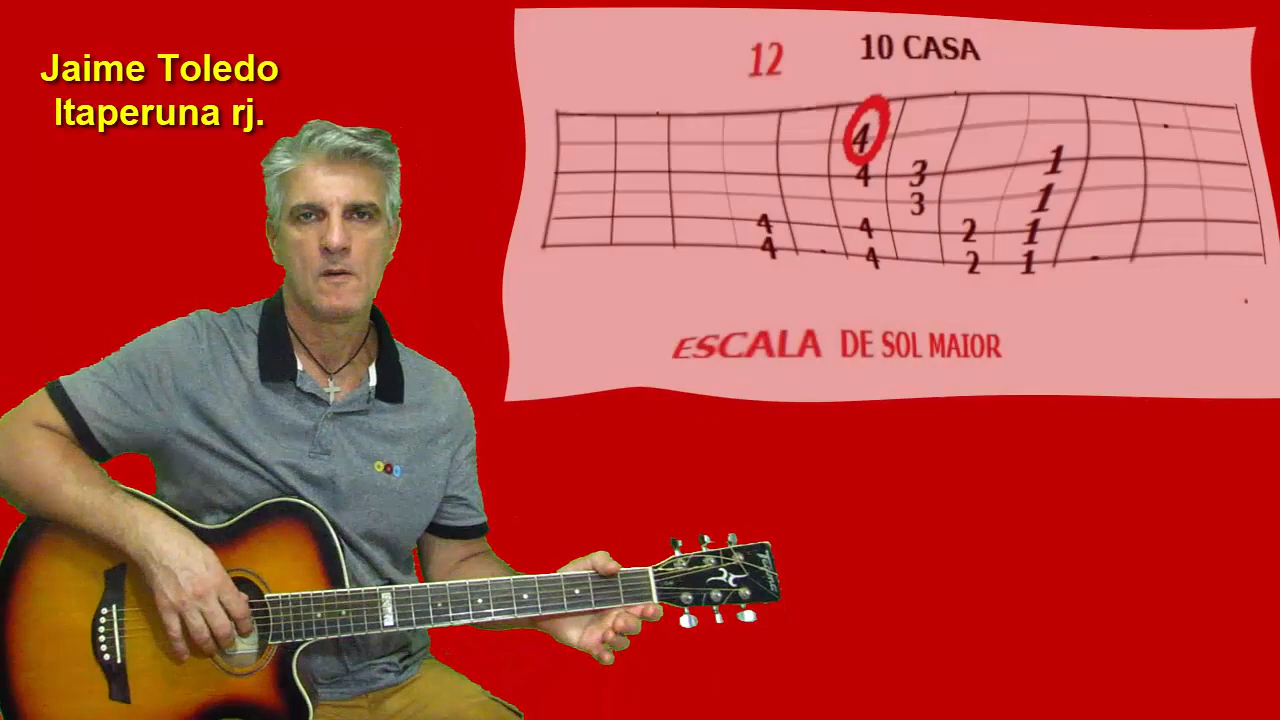 Jaime Toledo
Itaperuna rj.
12
10 CASA
4
4 3 1
3 1
4 4 2 1
4 4 2 1
ESCALA DE SOL MAIOR